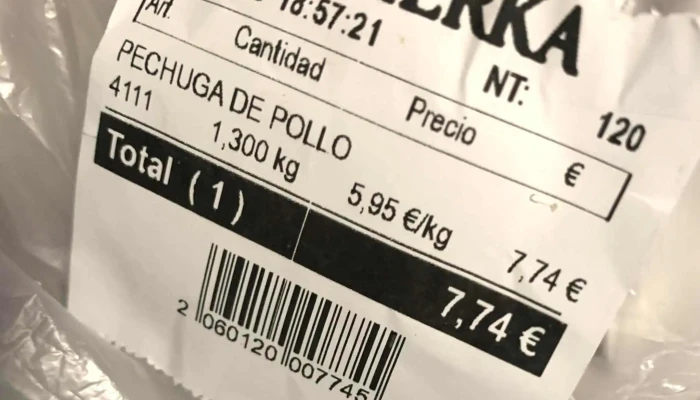 18:57:21
NT: 120
Art. Cantidad Precio €
PECHUGA DE POLLO
4111 1,300 kg 5,95 €/kg 7,74 €
Total (1) 7,74 €
2 060120 007745